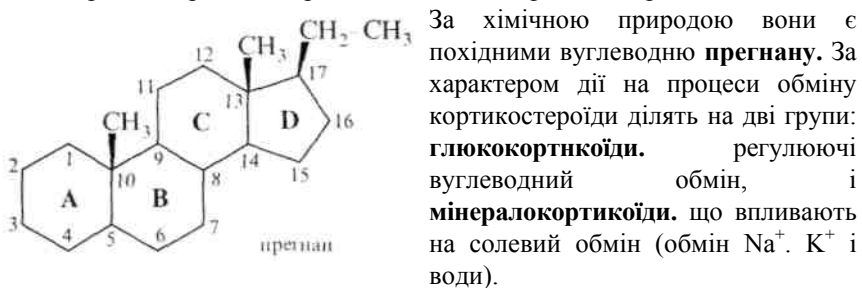 За хімічною природою вони є
похідними вуглеводню прегнану. За
характером дії на процеси обміну
кортикостероїди ділять на дві групи:
глюкокортнкоїди. регулюючі
вуглеводний обмін, і
мінералокортикоїди. що впливають
на солевий обмін (обмін Na⁺. K⁺ і
води).
CH₂ CH₃
CH₃
12
17
11
13
C
D
16
CH₃
1
9
14
15
2
10
8
A
B
3
4
5
6
7
прегнан